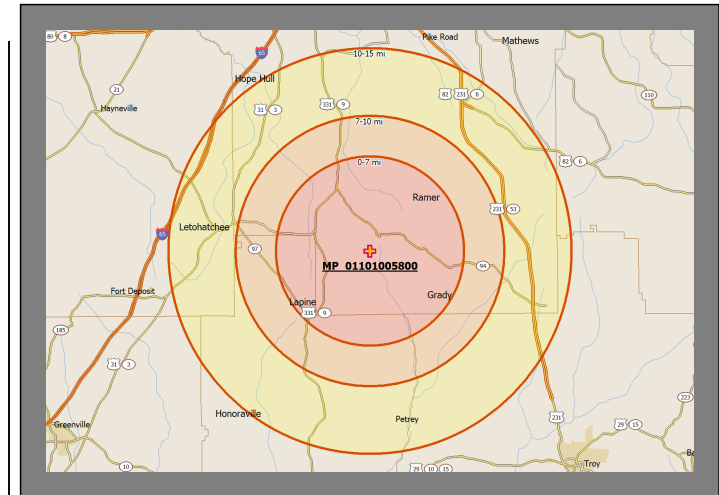 80 8
Pike Road
Mathews
10-15 mi
65
Hope Hull
21
82 231 6
110
Hayneville
31 3
331 9
7-10 mi
82 6
0-7 mi
Ramer
231 53
Letohatchee
65
97
MP_01101005800
94
Fort Deposit
Lapine
Grady
331 9
185
31 3
223
Honoraville
Petrey
231
29 15
Greenville
10
29 10 15
Troy
Ba